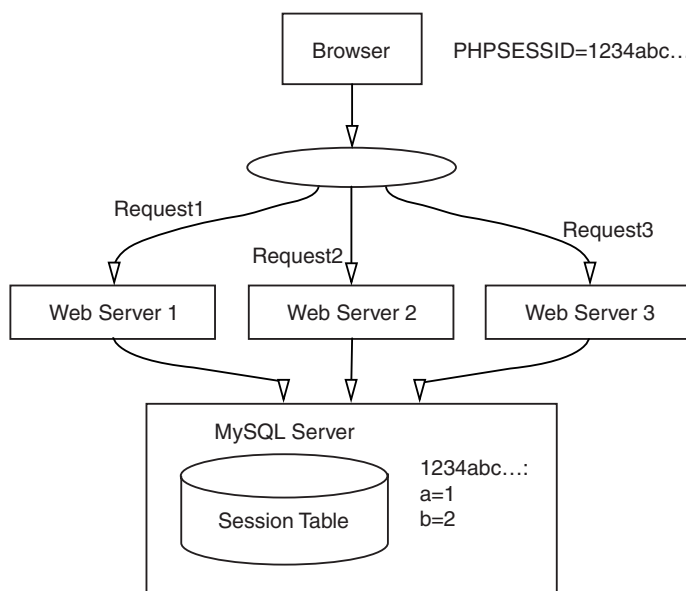 Browser
PHPSESSID=1234abc…
Request1
Request2
Request3
Web Server 1
Web Server 2
Web Server 3
MySQL Server
Session Table
1234abc…:
a=1
b=2